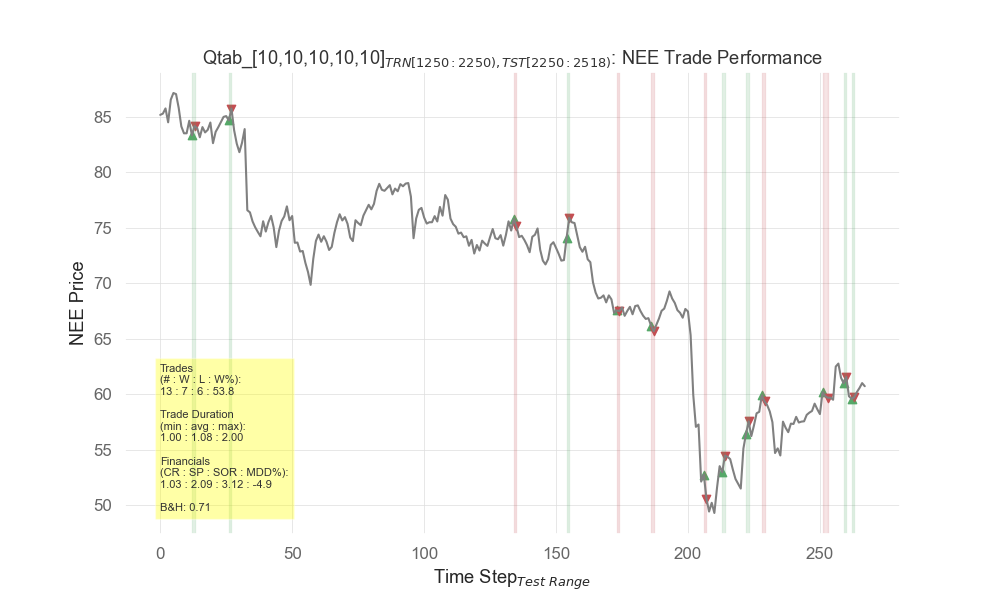 Qtab_[10,10,10,10,10]TRN[1250:2250),TST[2250:2518): NEE Trade Performance
85
80
75
70
65
60
55
50
NEE Price
Trades
(# : W : L : W%):
13 : 7 : 6 : 53.8
Trade Duration
(min : avg : max):
1.00 : 1.08 : 2.00
Financials
(CR : SP : SOR : MDD%):
1.03 : 2.09 : 3.12 : -4.9
B&H: 0.71
0 50 100 150 200 250
Time StepTest Range